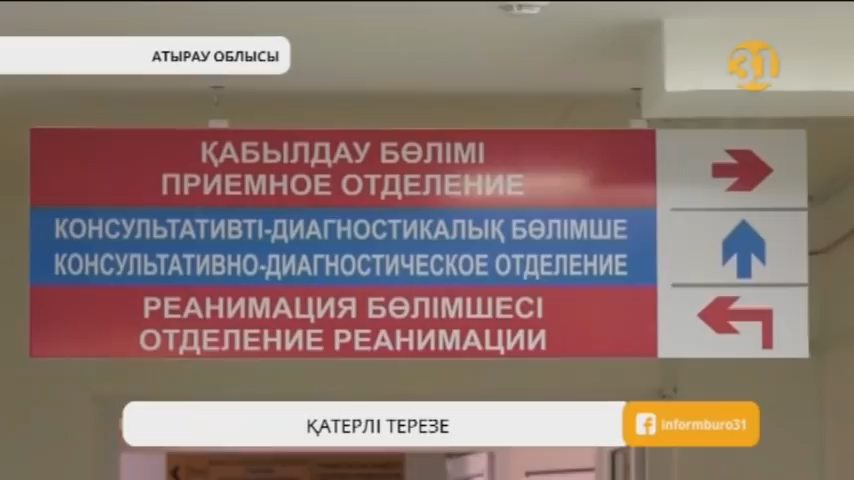 АТЫРАУ ОБЛЫСЫ
31
ҚАБЫЛДАУ БӨЛІМІ
ПРИЕМНОЕ ОТДЕЛЕНИЕ
КОНСУЛЬТАТИВТІ-ДИАГНОСТИКАЛЫҚ БӨЛІМШЕ
КОНСУЛЬТАТИВНО-ДИАГНОСТИЧЕСКОЕ ОТДЕЛЕНИЕ
РЕАНИМАЦИЯ БӨЛІМШЕСІ
ОТДЕЛЕНИЕ РЕАНИМАЦИИ
ҚАТЕРЛІ ТЕРЕЗЕ
informburo31